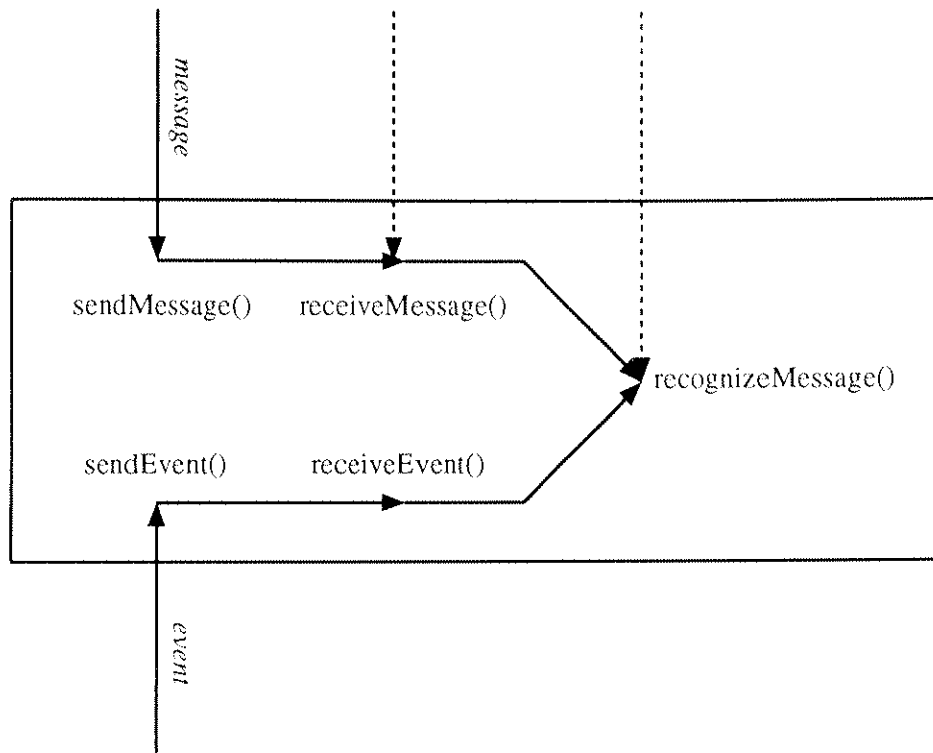 message
sendMessage()
receiveMessage()
recognizeMessage()
sendEvent()
receiveEvent()
event